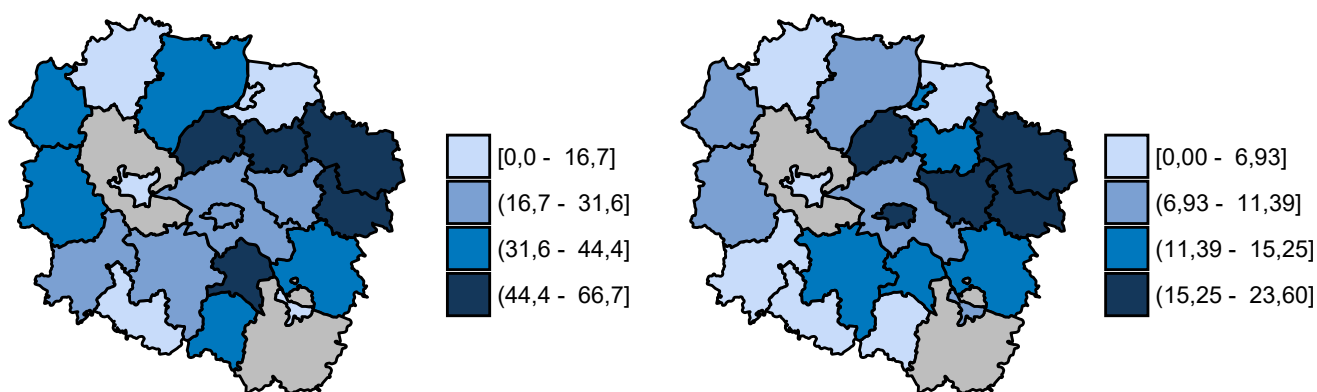 [0,0 - 16,7]
(16,7 - 31,6]
(31,6 - 44,4]
(44,4 - 66,7]
[0,00 - 6,93]
(6,93 - 11,39]
(11,39 - 15,25]
(15,25 - 23,60]